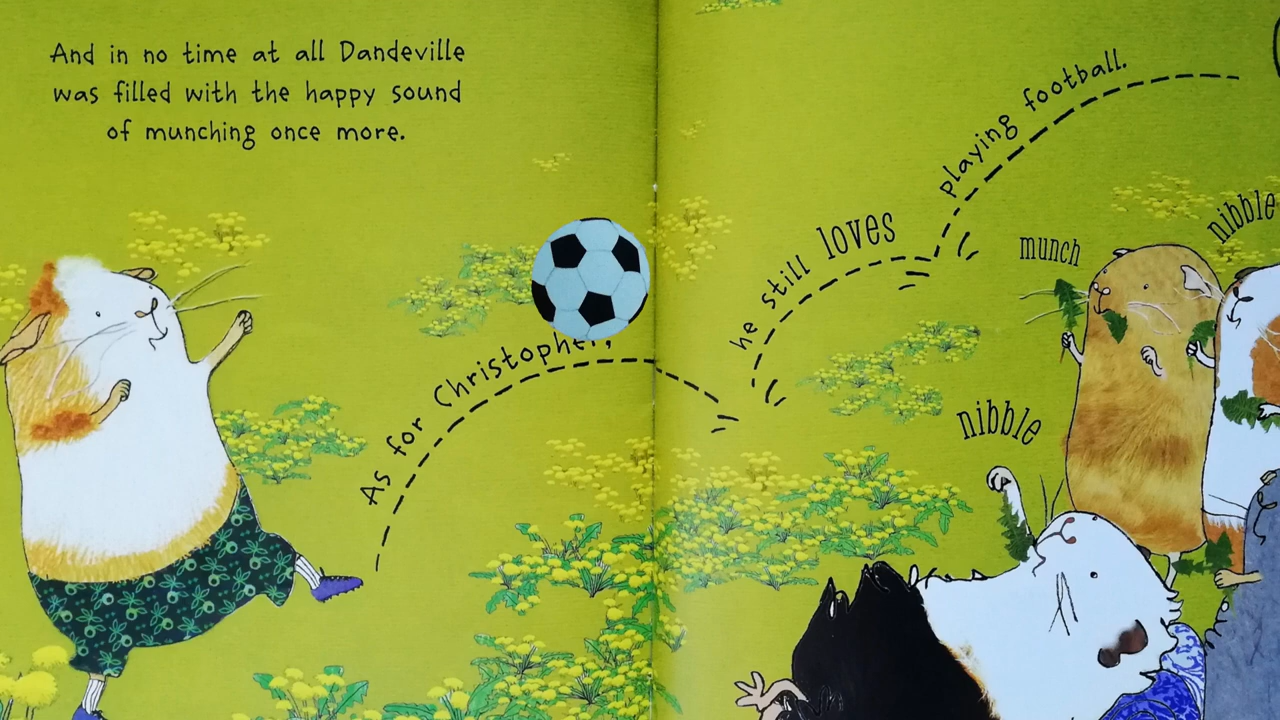 And in no time at all Dandeville
was filled with the happy sound
of munching once more.
As for Christopher,
he still loves
playing football.
munch
nibble
nibble